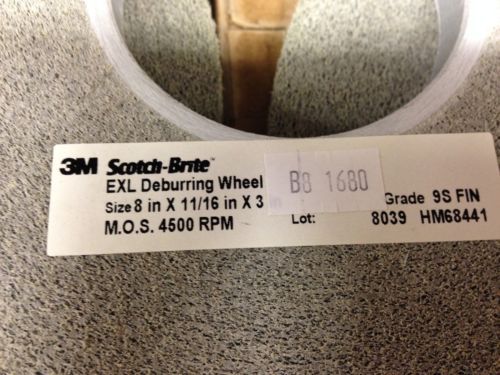 3M Scotch-Brite™
EXL Deburring Wheel
B8 1680
Size 8 in X 11/16 in X 3 in
Grade 9S FIN
M.O.S. 4500 RPM
Lot: 8039 HM68441